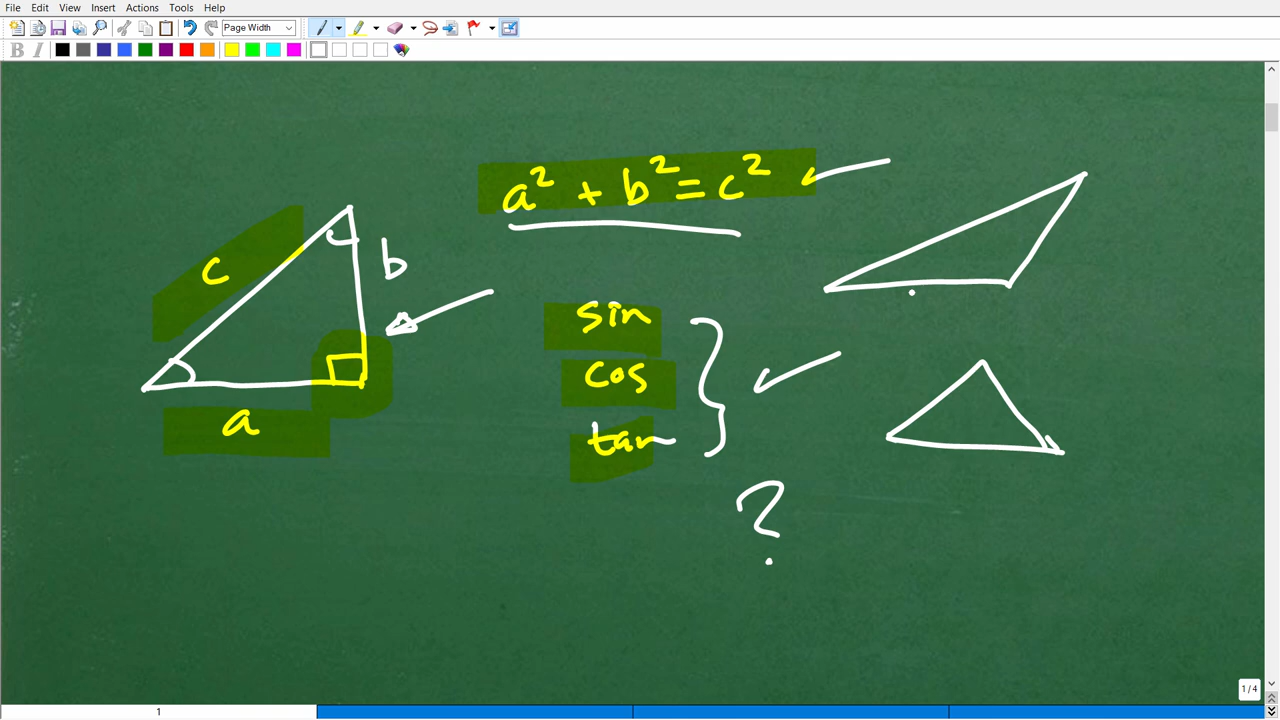 File Edit View Insert Actions Tools Help
Page Width
B I
a² + b² = c²
c
b
sin
cos
a
tan
?
1 / 4
1